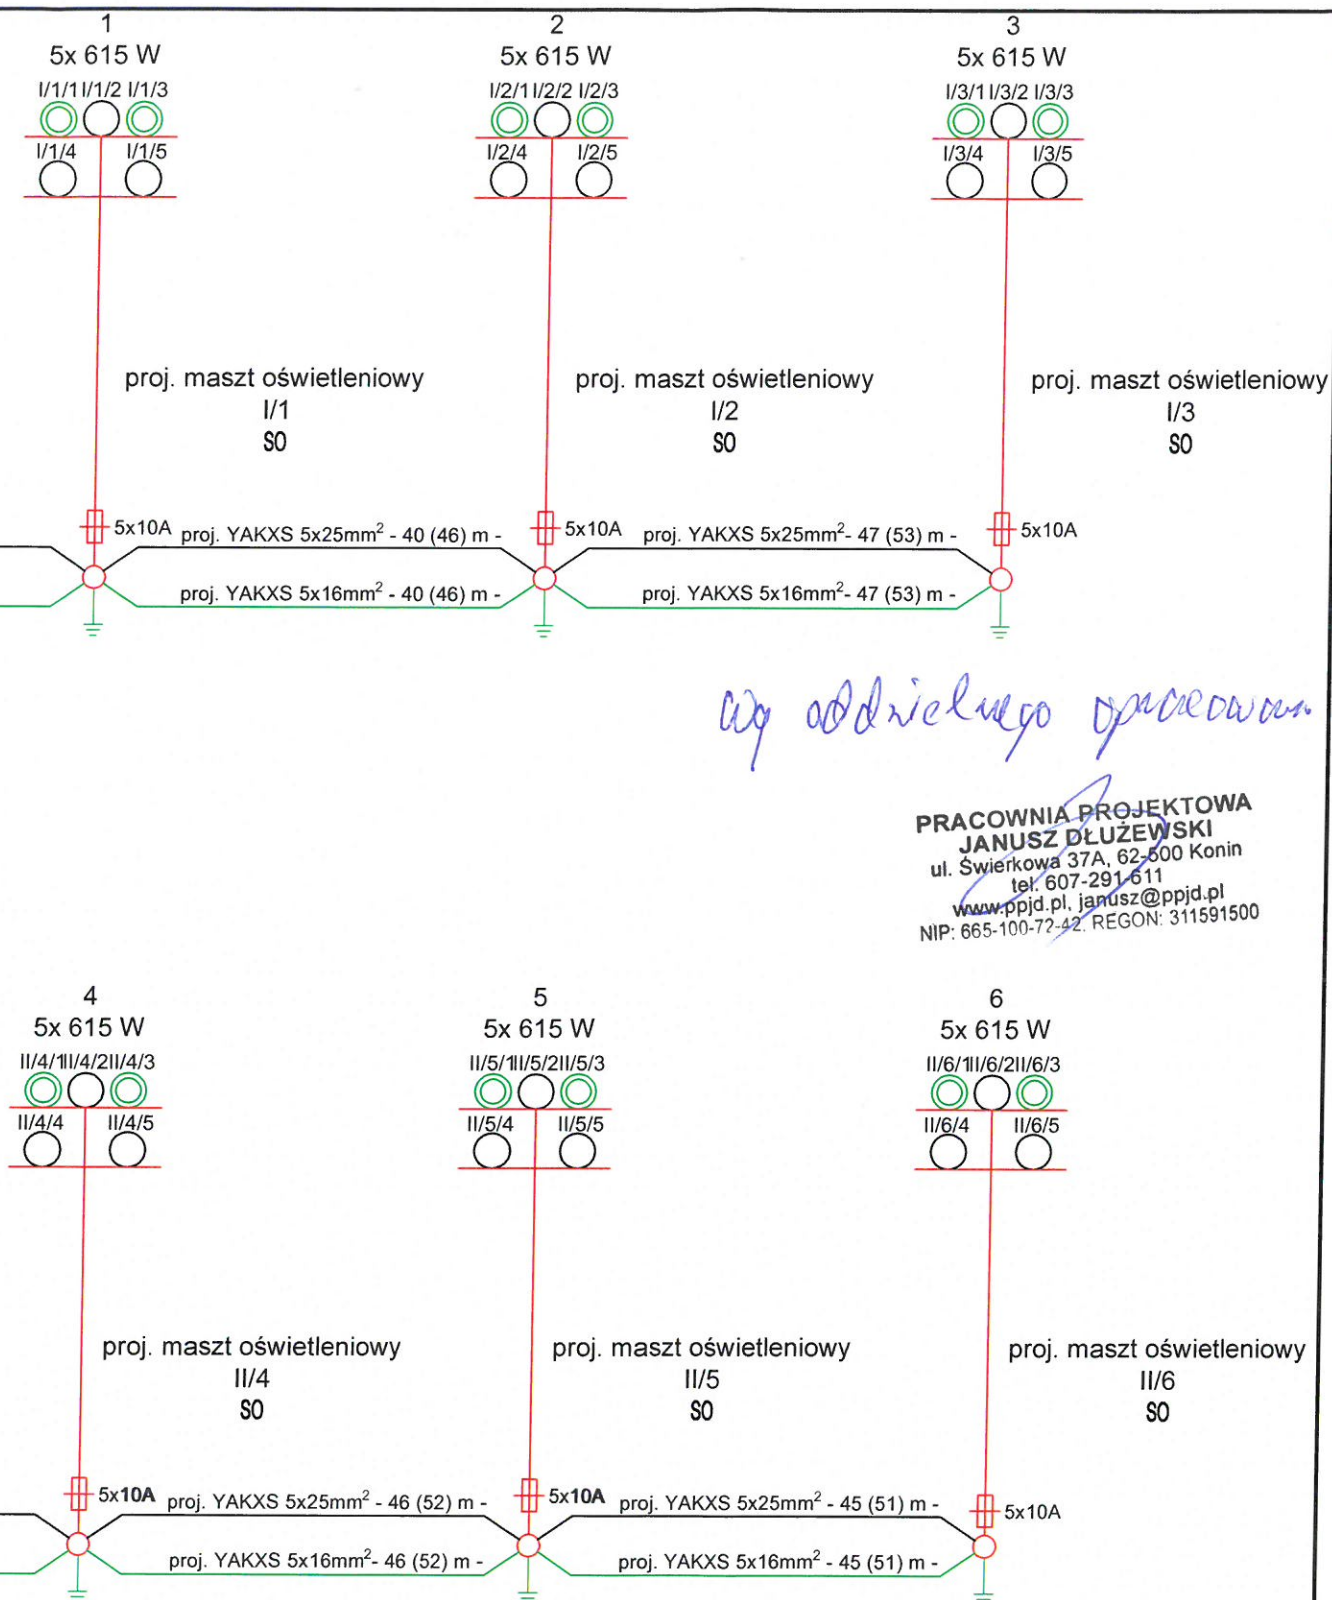 1
5x 615 W
I/1/1 I/1/2 I/1/3
I/1/4 I/1/5
2
5x 615 W
I/2/1 I/2/2 I/2/3
I/2/4 I/2/5
3
5x 615 W
I/3/1 I/3/2 I/3/3
I/3/4 I/3/5
proj. maszt oświetleniowy
I/1
SO
proj. maszt oświetleniowy
I/2
SO
proj. maszt oświetleniowy
I/3
SO
5x10A
proj. YAKXS 5x25mm² - 40 (46) m -
5x10A
proj. YAKXS 5x25mm²- 47 (53) m -
5x10A
proj. YAKXS 5x16mm² - 40 (46) m -
proj. YAKXS 5x16mm²- 47 (53) m -
wg oddzielnego
PRACOWNIA PROJEKTOWA
JANUSZ DŁUŻEWSKI
ul. Świerkowa 37A, 62-500 Konin
tel. 607-291-611
www.ppjd.pl, janusz@ppjd.pl
NIP: 665-100-72-42. REGON: 311591500
4
5x 615 W
II/4/1 II/4/2 II/4/3
II/4/4 II/4/5
5
5x 615 W
II/5/1 II/5/2 II/5/3
II/5/4 II/5/5
6
5x 615 W
II/6/1 II/6/2 II/6/3
II/6/4 II/6/5
proj. maszt oświetleniowy
II/4
SO
proj. maszt oświetleniowy
II/5
SO
proj. maszt oświetleniowy
II/6
SO
5x10A
proj. YAKXS 5x25mm² - 46 (52) m -
5x10A
proj. YAKXS 5x25mm² - 45 (51) m -
5x10A
proj. YAKXS 5x16mm²- 46 (52) m -
proj. YAKXS 5x16mm² - 45 (51) m -